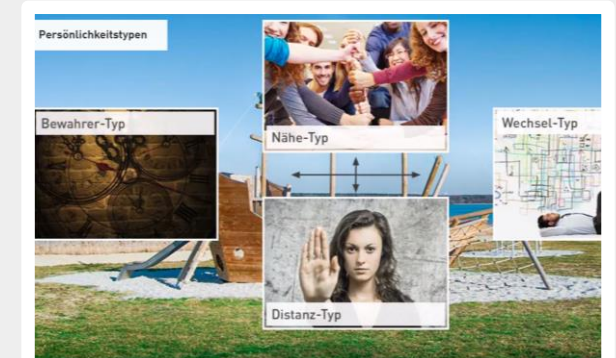 Persönlichkeitstypen
Nähe-Typ
Bewahrer-Typ
Wechsel-Typ
Distanz-Typ